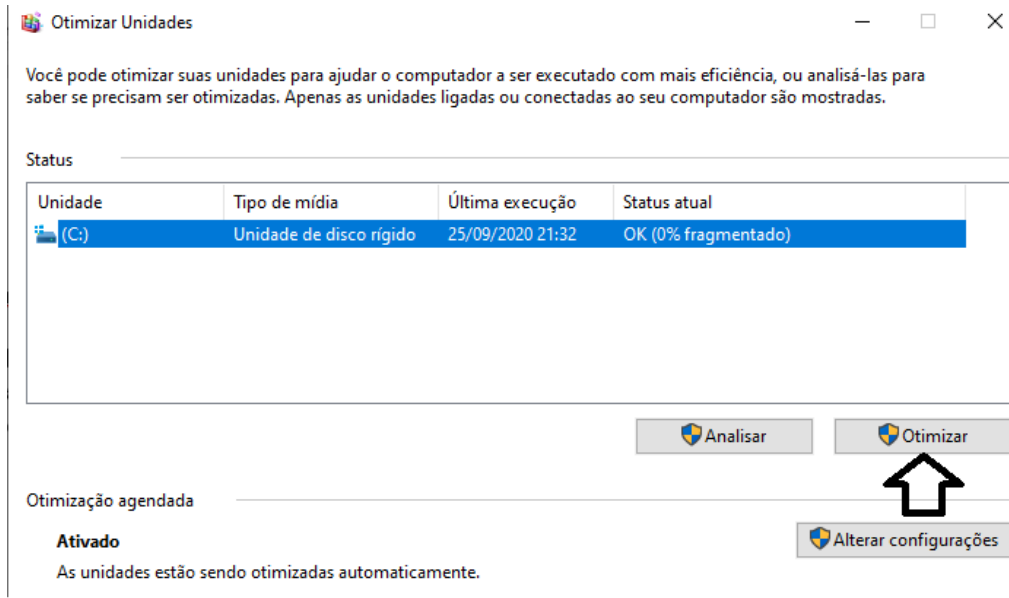 Otimizar Unidades
Você pode otimizar suas unidades para ajudar o computador a ser executado com mais eficiência, ou analisá-las para
saber se precisam ser otimizadas. Apenas as unidades ligadas ou conectadas ao seu computador são mostradas.
Status
Unidade Tipo de mídia Última execução Status atual
(C:) Unidade de disco rígido 25/09/2020 21:32 OK (0% fragmentado)
Analisar Otimizar
Otimização agendada
Ativado
Alterar configurações
As unidades estão sendo otimizadas automaticamente.